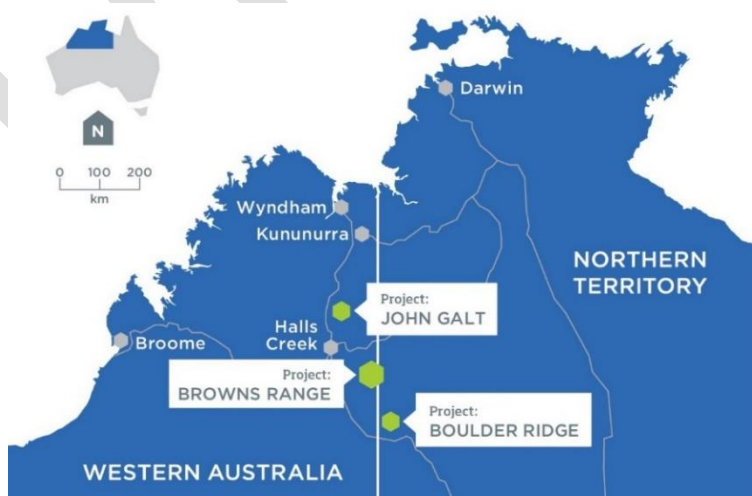 Darwin
N
0 100 200
km
Wyndham
Kununurra
NORTHERN
TERRITORY
Project:
JOHN GALT
Halls
Creek
Broome
Project:
BROWNS RANGE
Project:
BOULDER RIDGE
WESTERN AUSTRALIA